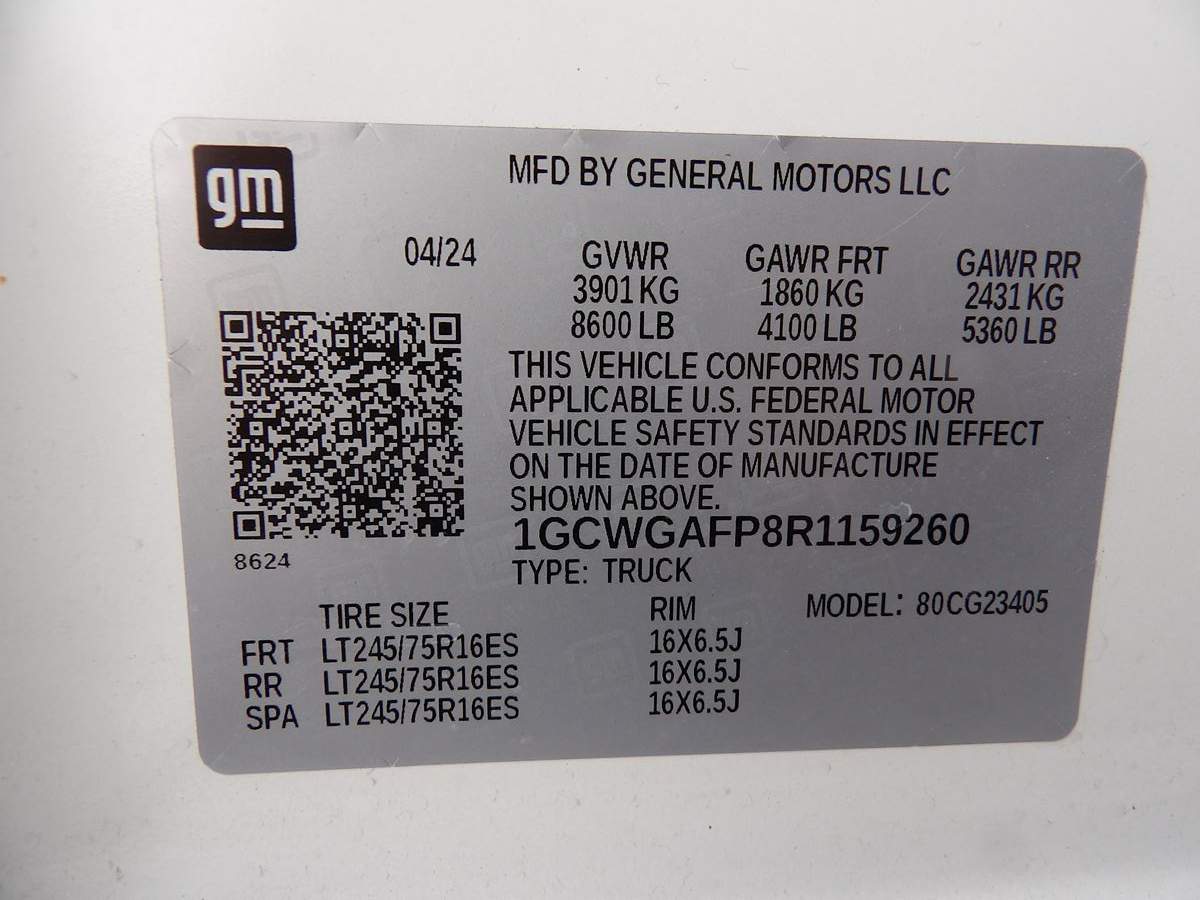 gm
MFD BY GENERAL MOTORS LLC
04/24 GVWR GAWR FRT GAWR RR
3901 KG 1860 KG 2431 KG
8600 LB 4100 LB 5360 LB
THIS VEHICLE CONFORMS TO ALL
APPLICABLE U.S. FEDERAL MOTOR
VEHICLE SAFETY STANDARDS IN EFFECT
ON THE DATE OF MANUFACTURE
SHOWN ABOVE.
1GCWGAFP8R1159260
8624
TYPE: TRUCK
TIRE SIZE RIM MODEL: 80CG23405
FRT LT245/75R16ES 16X6.5J
RR LT245/75R16ES 16X6.5J
SPA LT245/75R16ES 16X6.5J